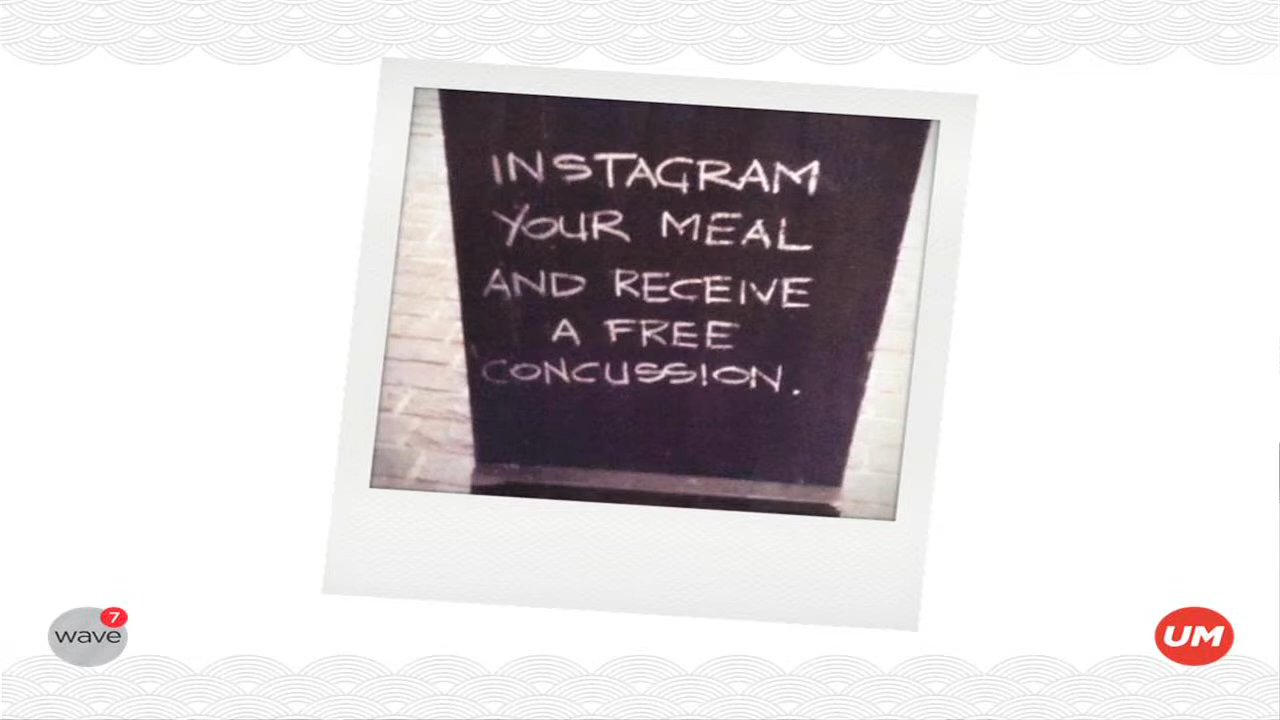 INSTAGRAM
YOUR MEAL
AND RECEIVE
A FREE
CONCUSSION.
7
wave
UM